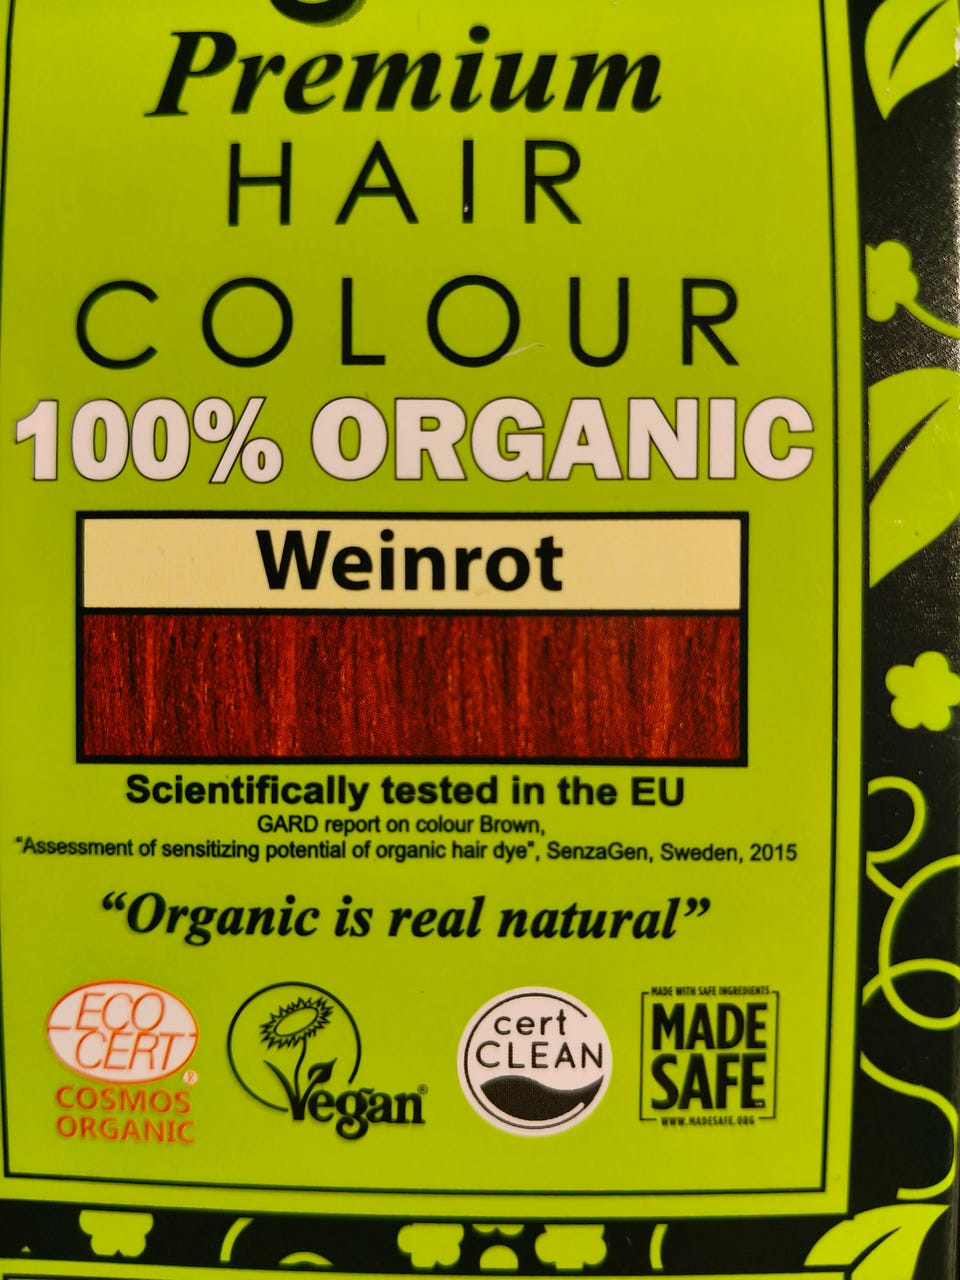 Premium
HAIR
COLOUR
100% ORGANIC
Weinrot
Scientifically tested in the EU
GARD report on colour Brown,
"Assessment of sensitizing potential of organic hair dye", SenzaGen, Sweden, 2015
“Organic is real natural”
ECO
CERT
®
COSMOS
ORGANIC
Vegan®
cert
CLEAN
MADE WITH SAFE INGREDIENTS
MADE
SAFE
WWW.MADESAFE.ORG